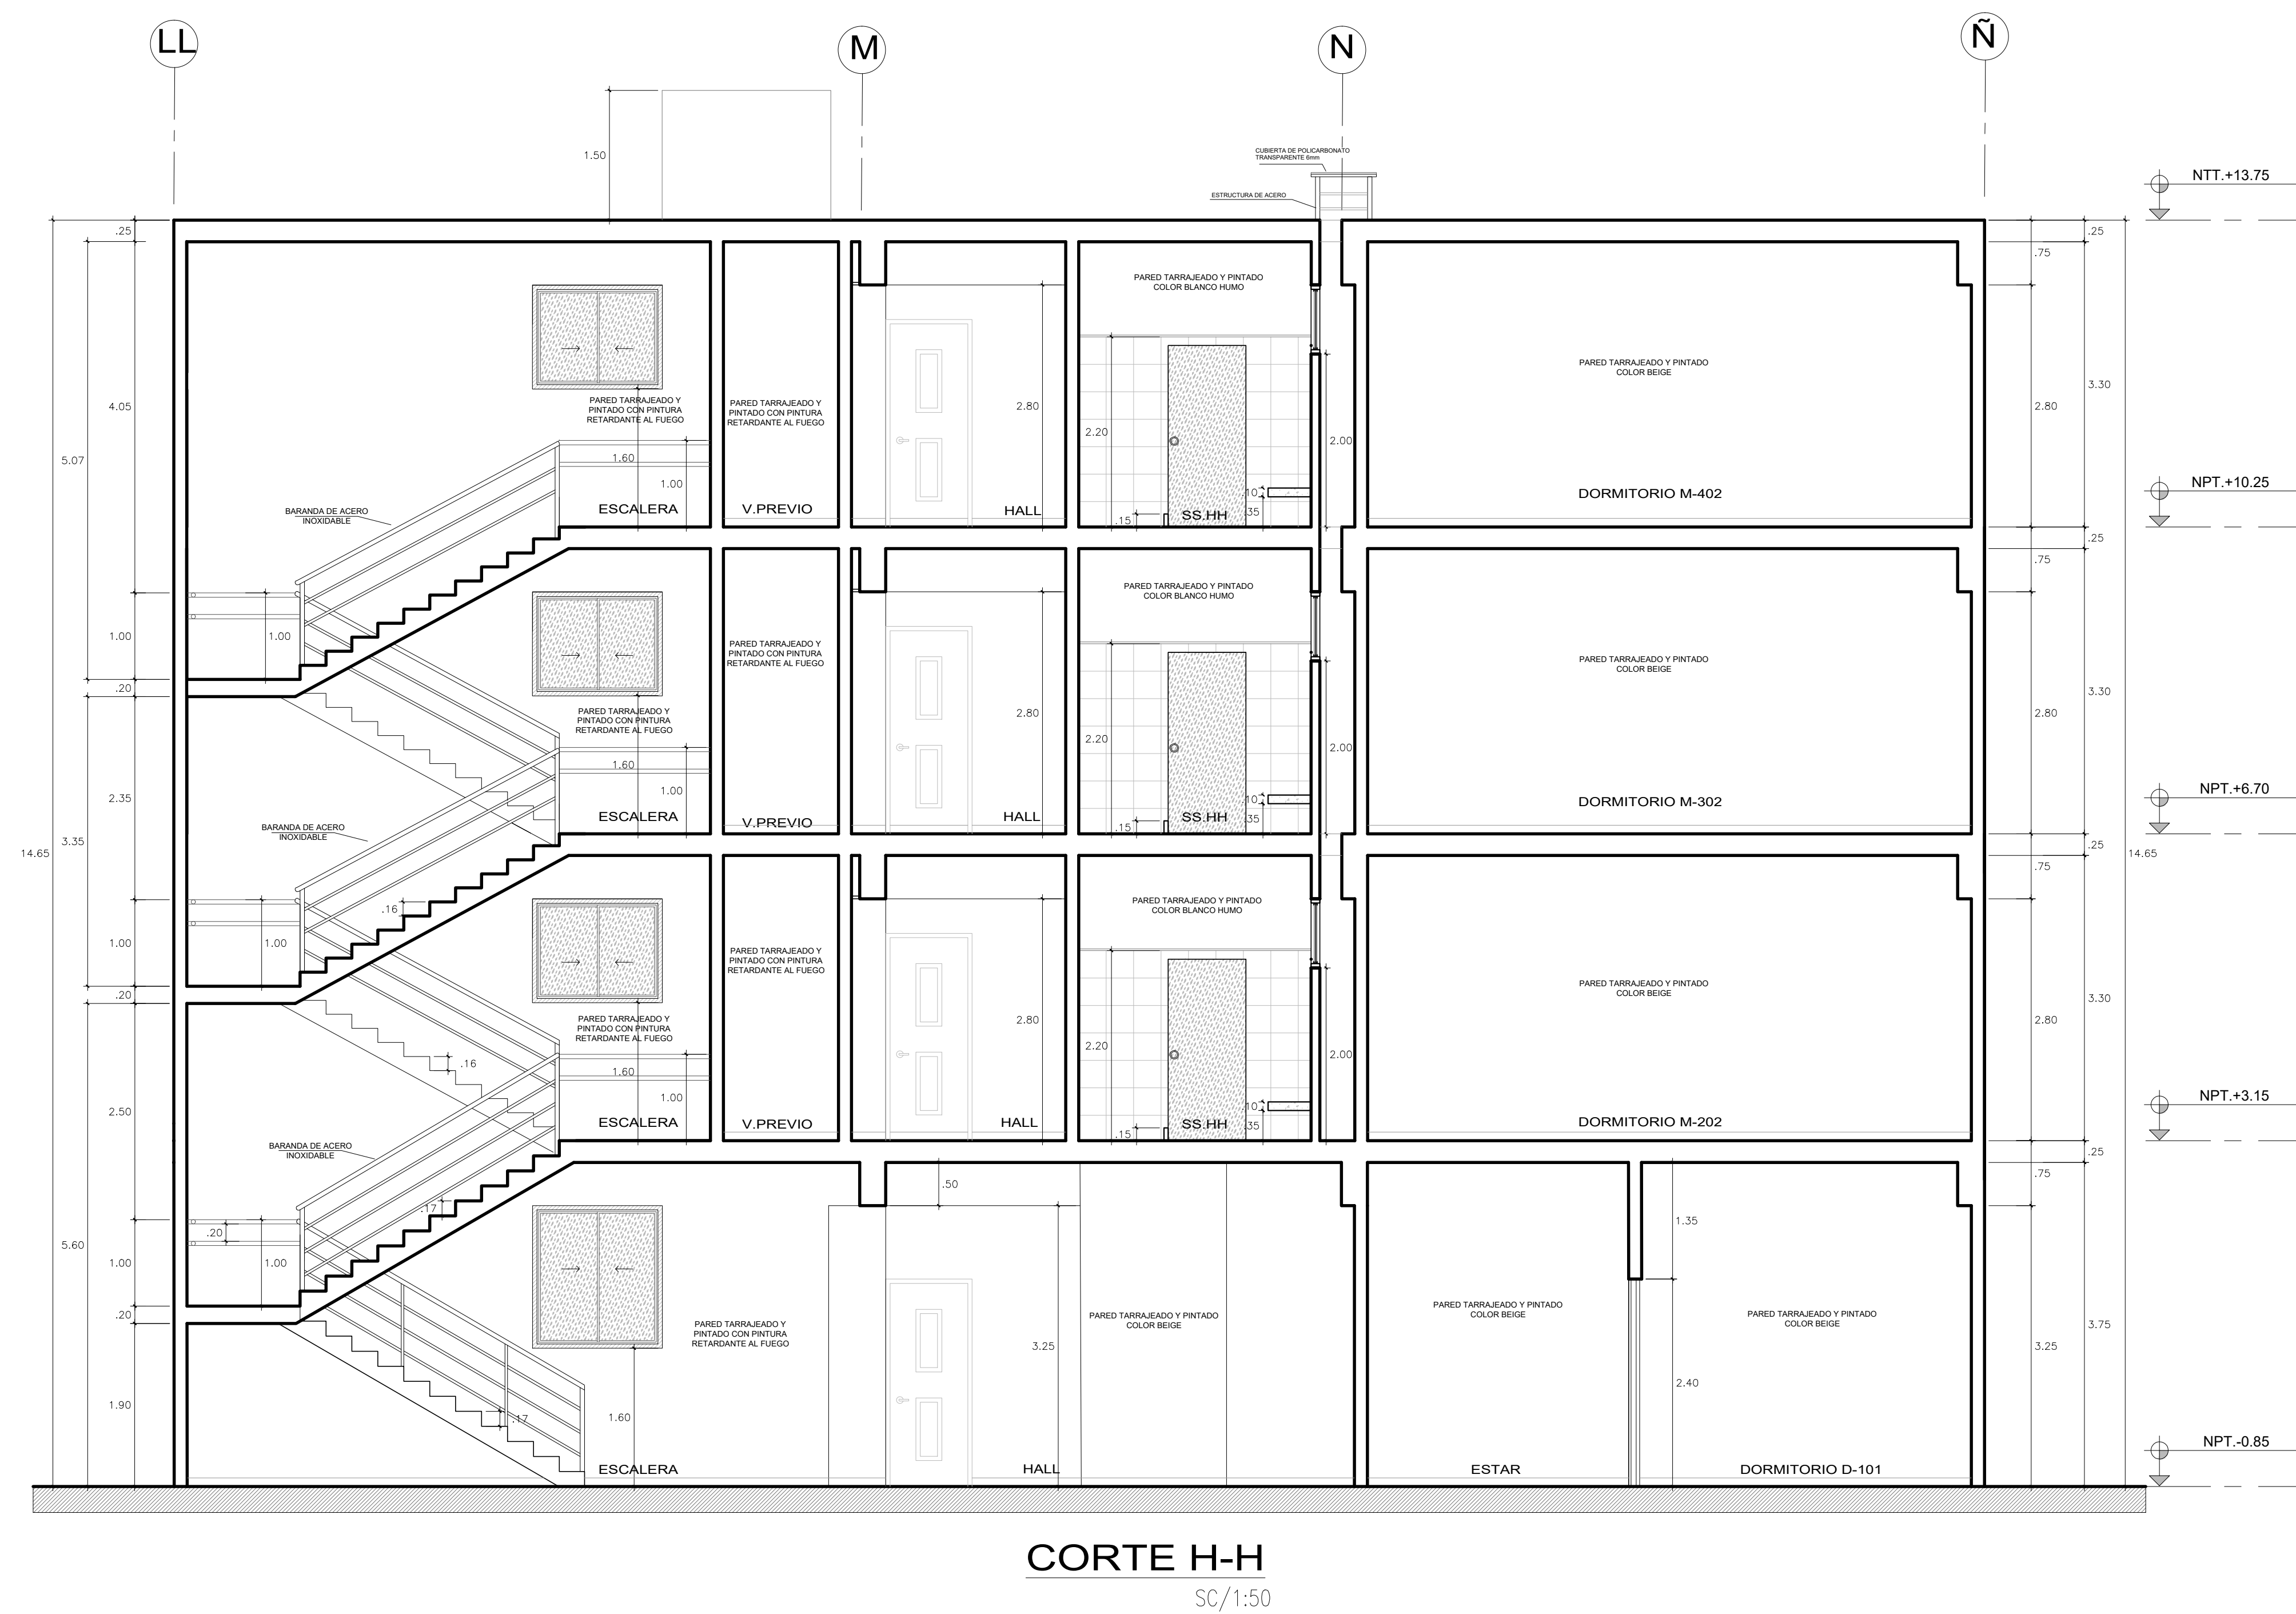 LL
M
N
Ñ
1.50
CUBIERTA DE POLICARBONATO
TRANSPARENTE 6mm
ESTRUCTURA DE ACERO
NTT.+13.75
.25
.25
.75
PARED TARRAJEADO Y PINTADO
COLOR BLANCO HUMO
PARED TARRAJEADO Y PINTADO
COLOR BEIGE
3.30
4.05
PARED TARRAJEADO Y
PINTADO CON PINTURA
RETARDANTE AL FUEGO
PARED TARRAJEADO Y
PINTADO CON PINTURA
RETARDANTE AL FUEGO
2.80
2.80
2.20
2.00
5.07
1.60
1.00
NPT.+10.25
.10
DORMITORIO M-402
BARANDA DE ACERO
INOXIDABLE
ESCALERA
V.PREVIO
HALL
.15
SS.HH
.35
.25
.75
PARED TARRAJEADO Y PINTADO
COLOR BLANCO HUMO
1.00
1.00
PARED TARRAJEADO Y
PINTADO CON PINTURA
RETARDANTE AL FUEGO
PARED TARRAJEADO Y PINTADO
COLOR BEIGE
.20
3.30
PARED TARRAJEADO Y
PINTADO CON PINTURA
RETARDANTE AL FUEGO
2.80
2.80
2.20
2.00
1.60
NPT.+6.70
2.35
1.00
.10
DORMITORIO M-302
BARANDA DE ACERO
INOXIDABLE
ESCALERA
V.PREVIO
HALL
.15
SS.HH
.35
3.35
.25
14.65
14.65
.75
PARED TARRAJEADO Y PINTADO
COLOR BLANCO HUMO
.16
1.00
1.00
PARED TARRAJEADO Y
PINTADO CON PINTURA
RETARDANTE AL FUEGO
PARED TARRAJEADO Y PINTADO
COLOR BEIGE
.20
3.30
PARED TARRAJEADO Y
PINTADO CON PINTURA
RETARDANTE AL FUEGO
2.80
2.80
2.20
2.00
.16
1.60
NPT.+3.15
1.00
.10
2.50
ESCALERA
V.PREVIO
HALL
.15
SS.HH
.35
DORMITORIO M-202
BARANDA DE ACERO
INOXIDABLE
.25
.75
.50
.17
1.35
.20
5.60
1.00
1.00
.20
PARED TARRAJEADO Y PINTADO
COLOR BEIGE
PARED TARRAJEADO Y PINTADO
COLOR BEIGE
PARED TARRAJEADO Y PINTADO
COLOR BEIGE
3.75
PARED TARRAJEADO Y
PINTADO CON PINTURA
RETARDANTE AL FUEGO
3.25
3.25
2.40
1.90
.17
1.60
NPT.-0.85
ESCALERA
HALL
ESTAR
DORMITORIO D-101
CORTE H-H
SC/1:50